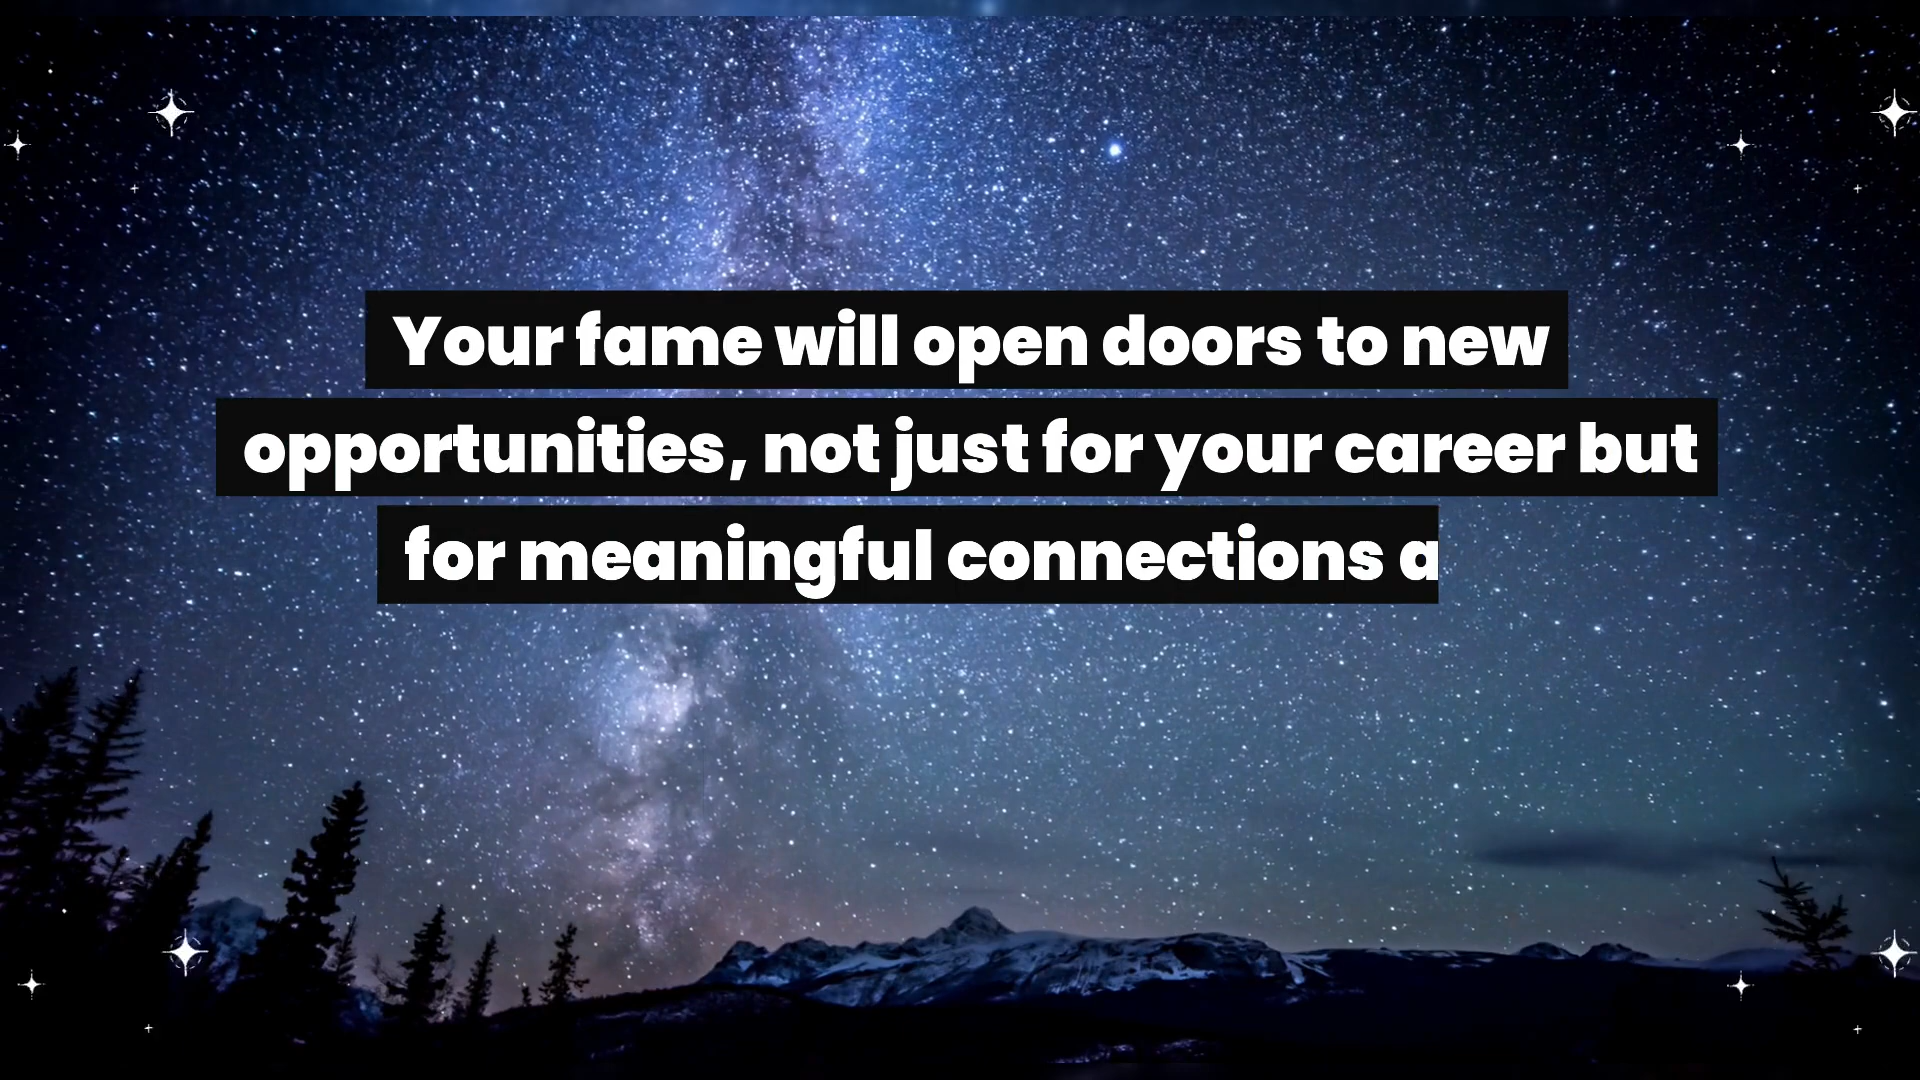 Your fame will open doors to new
opportunities, not just for your career but
for meaningful connections a